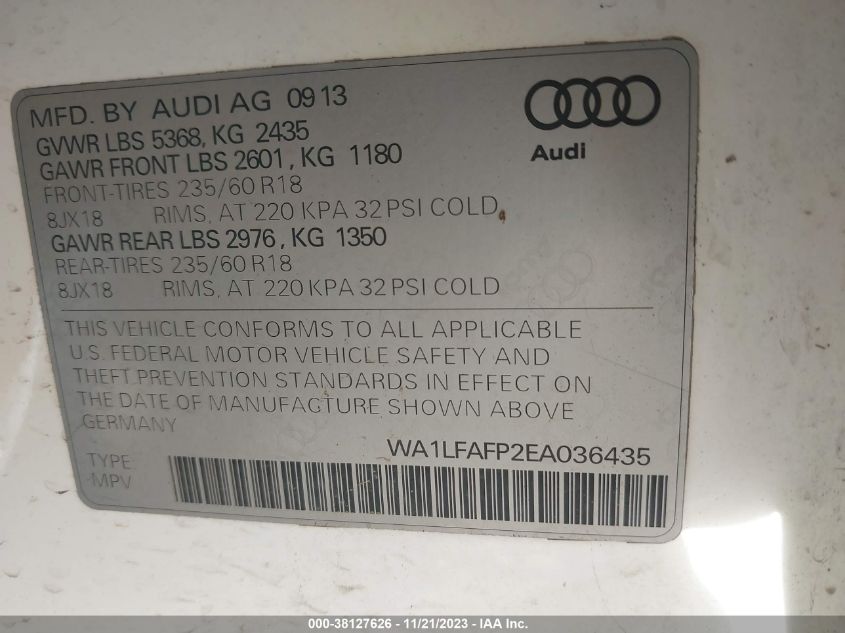 MFD. BY AUDI AG 09 13
GVWR LBS 5368, KG 2435
GAWR FRONT LBS 2601, KG 1180
FRONT-TIRES 235/60 R18
8JX18 RIMS, AT 220 KPA 32 PSI COLD
GAWR REAR LBS 2976, KG 1350
REAR-TIRES 235/60 R18
8JX18 RIMS, AT 220 KPA 32 PSI COLD
Audi
THIS VEHICLE CONFORMS TO ALL APPLICABLE
U.S. FEDERAL MOTOR VEHICLE SAFETY AND
THEFT PREVENTION STANDARDS IN EFFECT ON
THE DATE OF MANUFACTURE SHOWN ABOVE
GERMANY
WA1LFAFP2EA036435
TYPE:
MPV
000-38127626 - 11/21/2023 - IAA Inc.